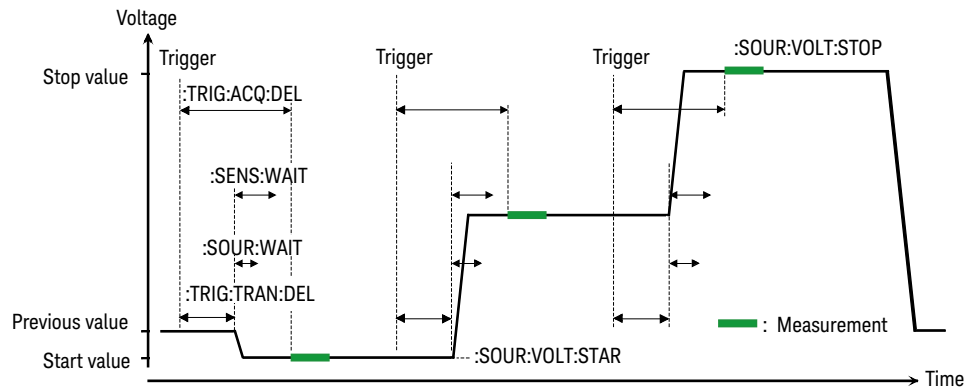 Voltage
Trigger
Trigger
Trigger
:SOUR:VOLT:STOP
Stop value
:TRIG:ACQ:DEL
:SENS:WAIT
:SOUR:WAIT
:TRIG:TRAN:DEL
Previous value
: Measurement
Start value
:SOUR:VOLT:STAR
Time